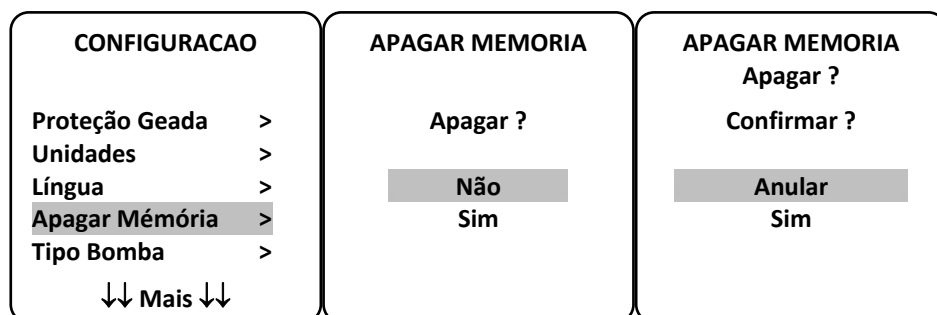 CONFIGURACAO
Proteção Geada >
Unidades >
Língua >
Apagar Mémória >
Tipo Bomba >
↓↓ Mais ↓↓
APAGAR MEMORIA
Apagar ?
Não
Sim
APAGAR MEMORIA
Apagar ?
Confirmar ?
Anular
Sim